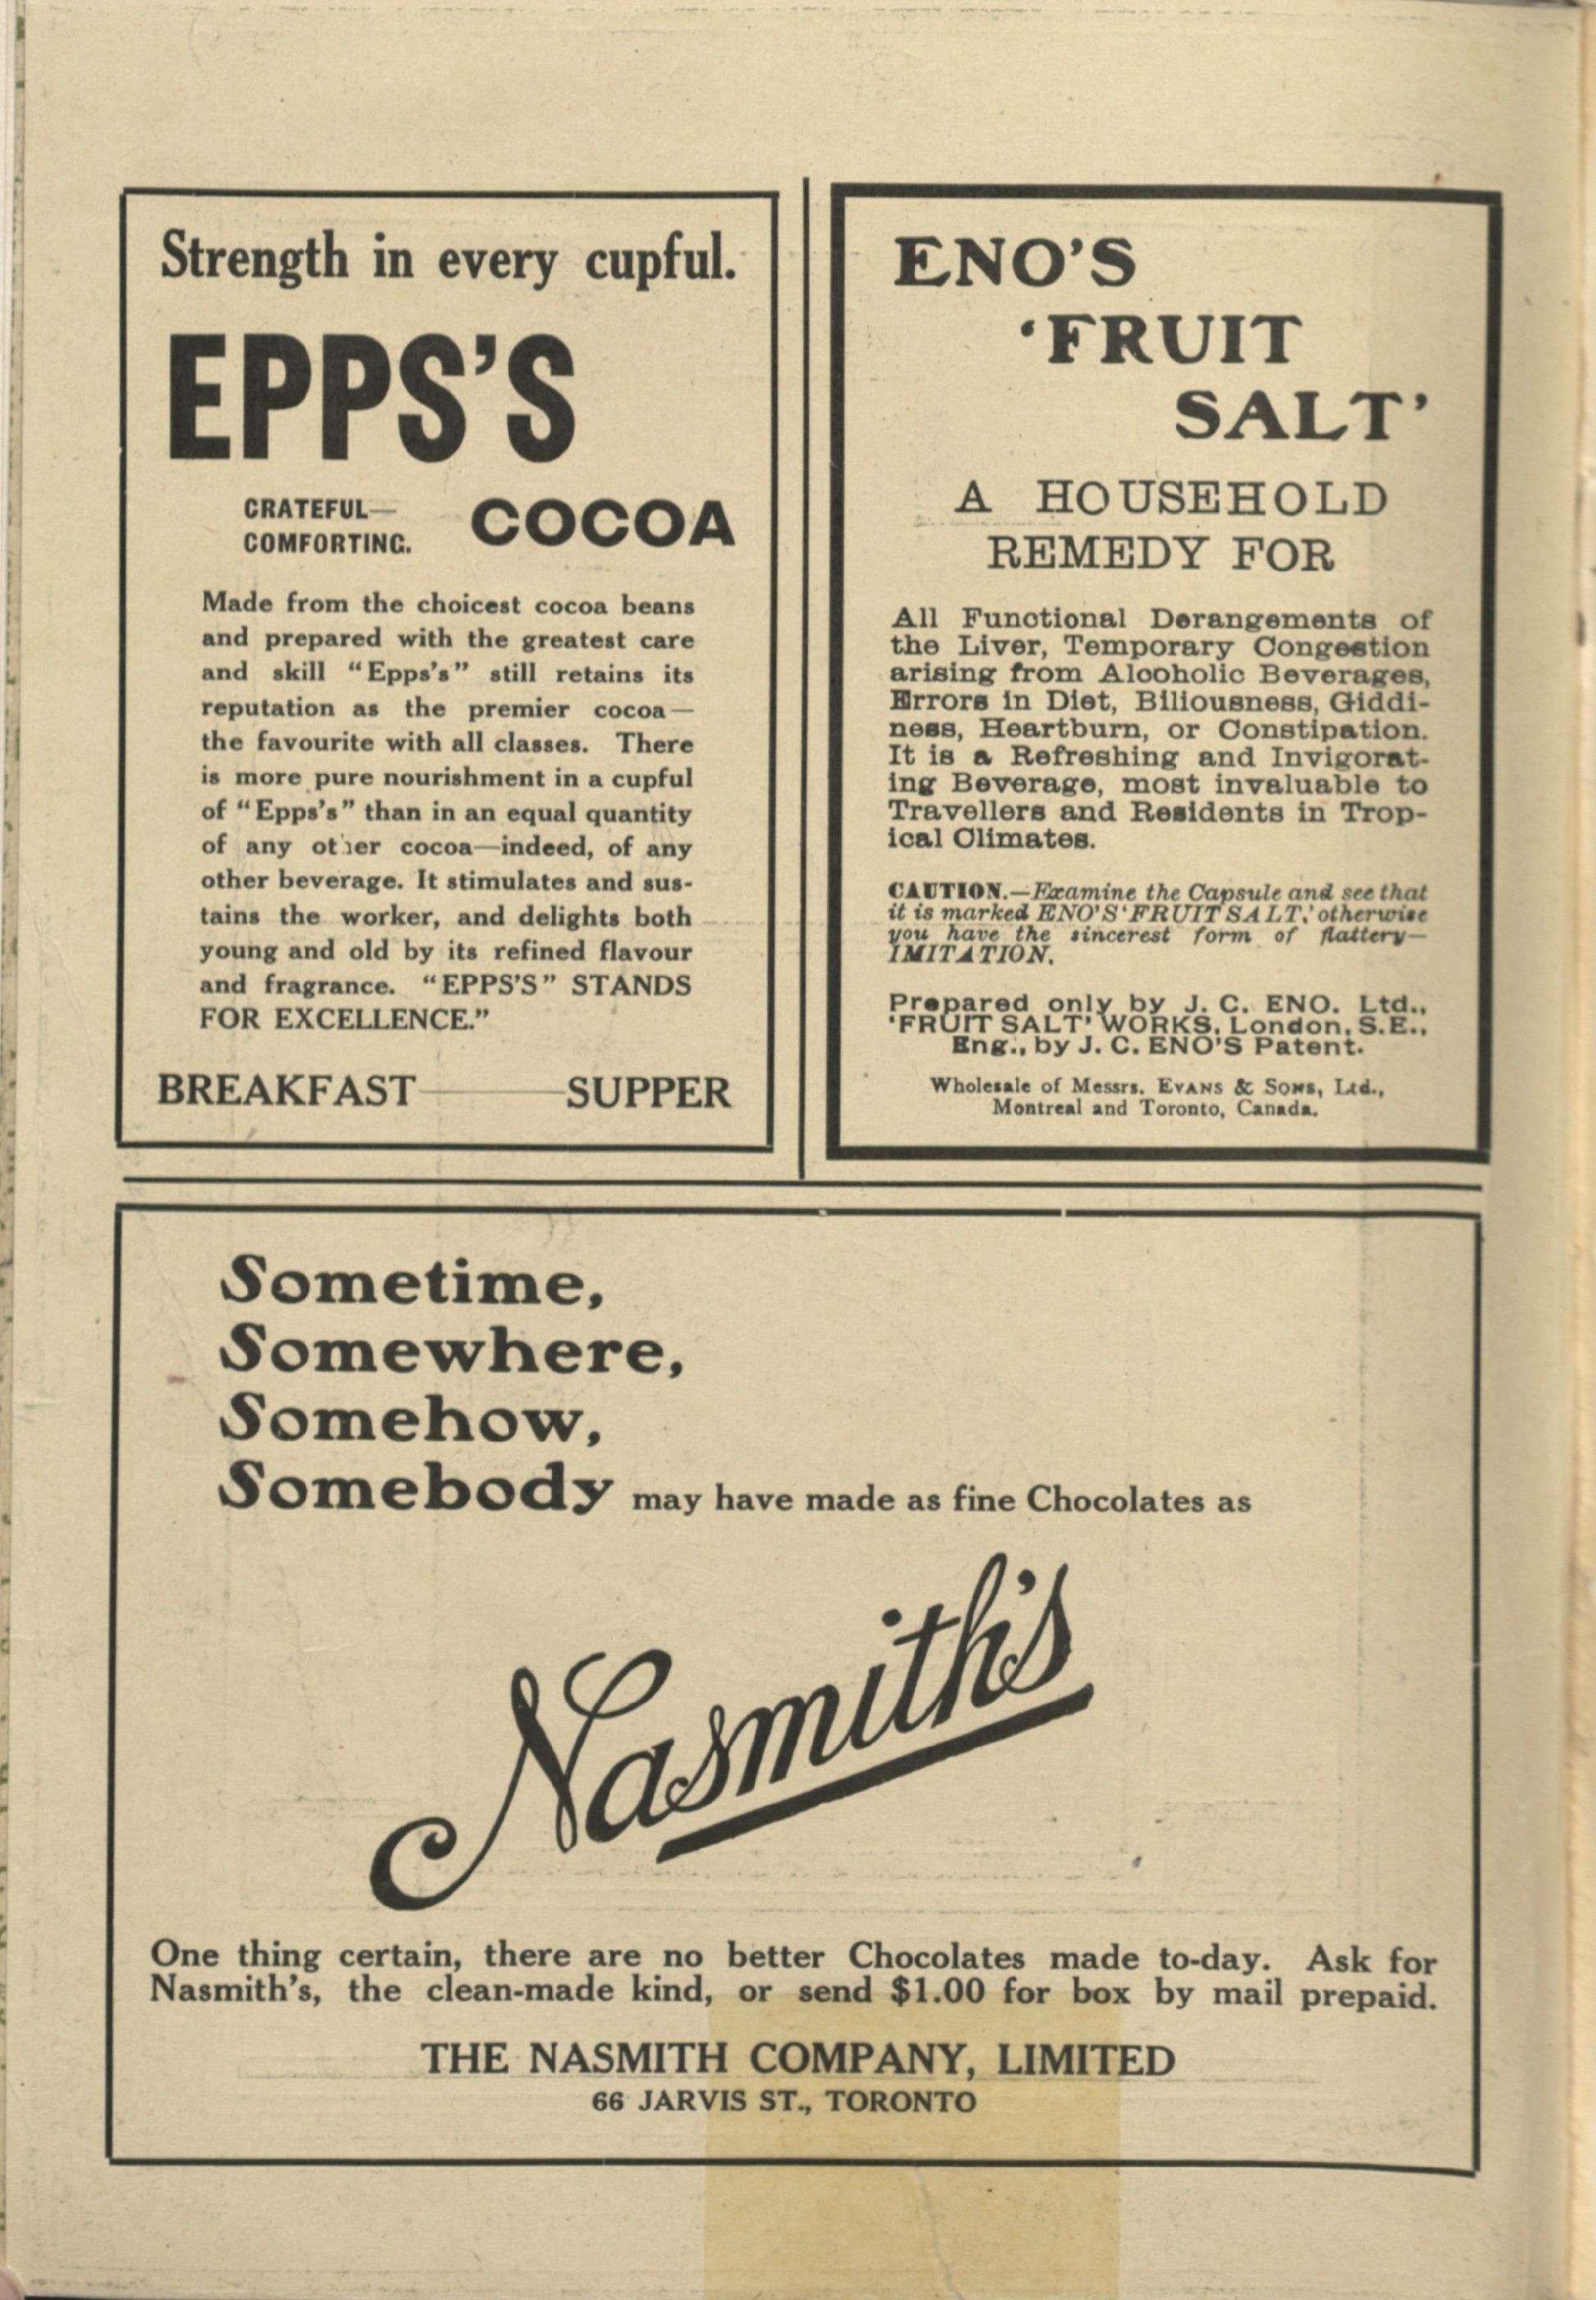 Strength in every cupful.
EPPS'S
GRATEFUL—
COMFORTING.
COCOA
Made from the choicest cocoa beans
and prepared with the greatest care
and skill "Epps's" still retains its
reputation as the premier cocoa—
the favourite with all classes. There
is more pure nourishment in a cupful
of "Epps's" than in an equal quantity
of any other cocoa—indeed, of any
other beverage. It stimulates and sus-
tains the worker, and delights both
young and old by its refined flavour
and fragrance. "EPPS'S" STANDS
FOR EXCELLENCE."
BREAKFAST——SUPPER
ENO'S
'FRUIT
SALT'
A HOUSEHOLD
REMEDY FOR
All Functional Derangements of
the Liver, Temporary Congestion
arising from Alcoholic Beverages,
Errors in Diet, Biliousness, Giddi-
ness, Heartburn, or Constipation.
It is a Refreshing and Invigorat-
ing Beverage, most invaluable to
Travellers and Residents in Trop-
ical Climates.
CAUTION.—Examine the Capsule and see that
it is marked ENO'S 'FRUIT SALT,' otherwise
you have the sincerest form of flattery—
IMITATION.
Prepared only by J. C. ENO. Ltd.,
'FRUIT SALT' WORKS, London, S.E.,
Eng., by J. C. ENO'S Patent.
Wholesale of Messrs. EVANS & SONS, Ltd.,
Montreal and Toronto, Canada.
Sometime,
Somewhere,
Somehow,
Somebody may have made as fine Chocolates as
Nasmith's
One thing certain, there are no better Chocolates made to-day. Ask for
Nasmith's, the clean-made kind, or send $1.00 for box by mail prepaid.
THE NASMITH COMPANY, LIMITED
66 JARVIS ST., TORONTO